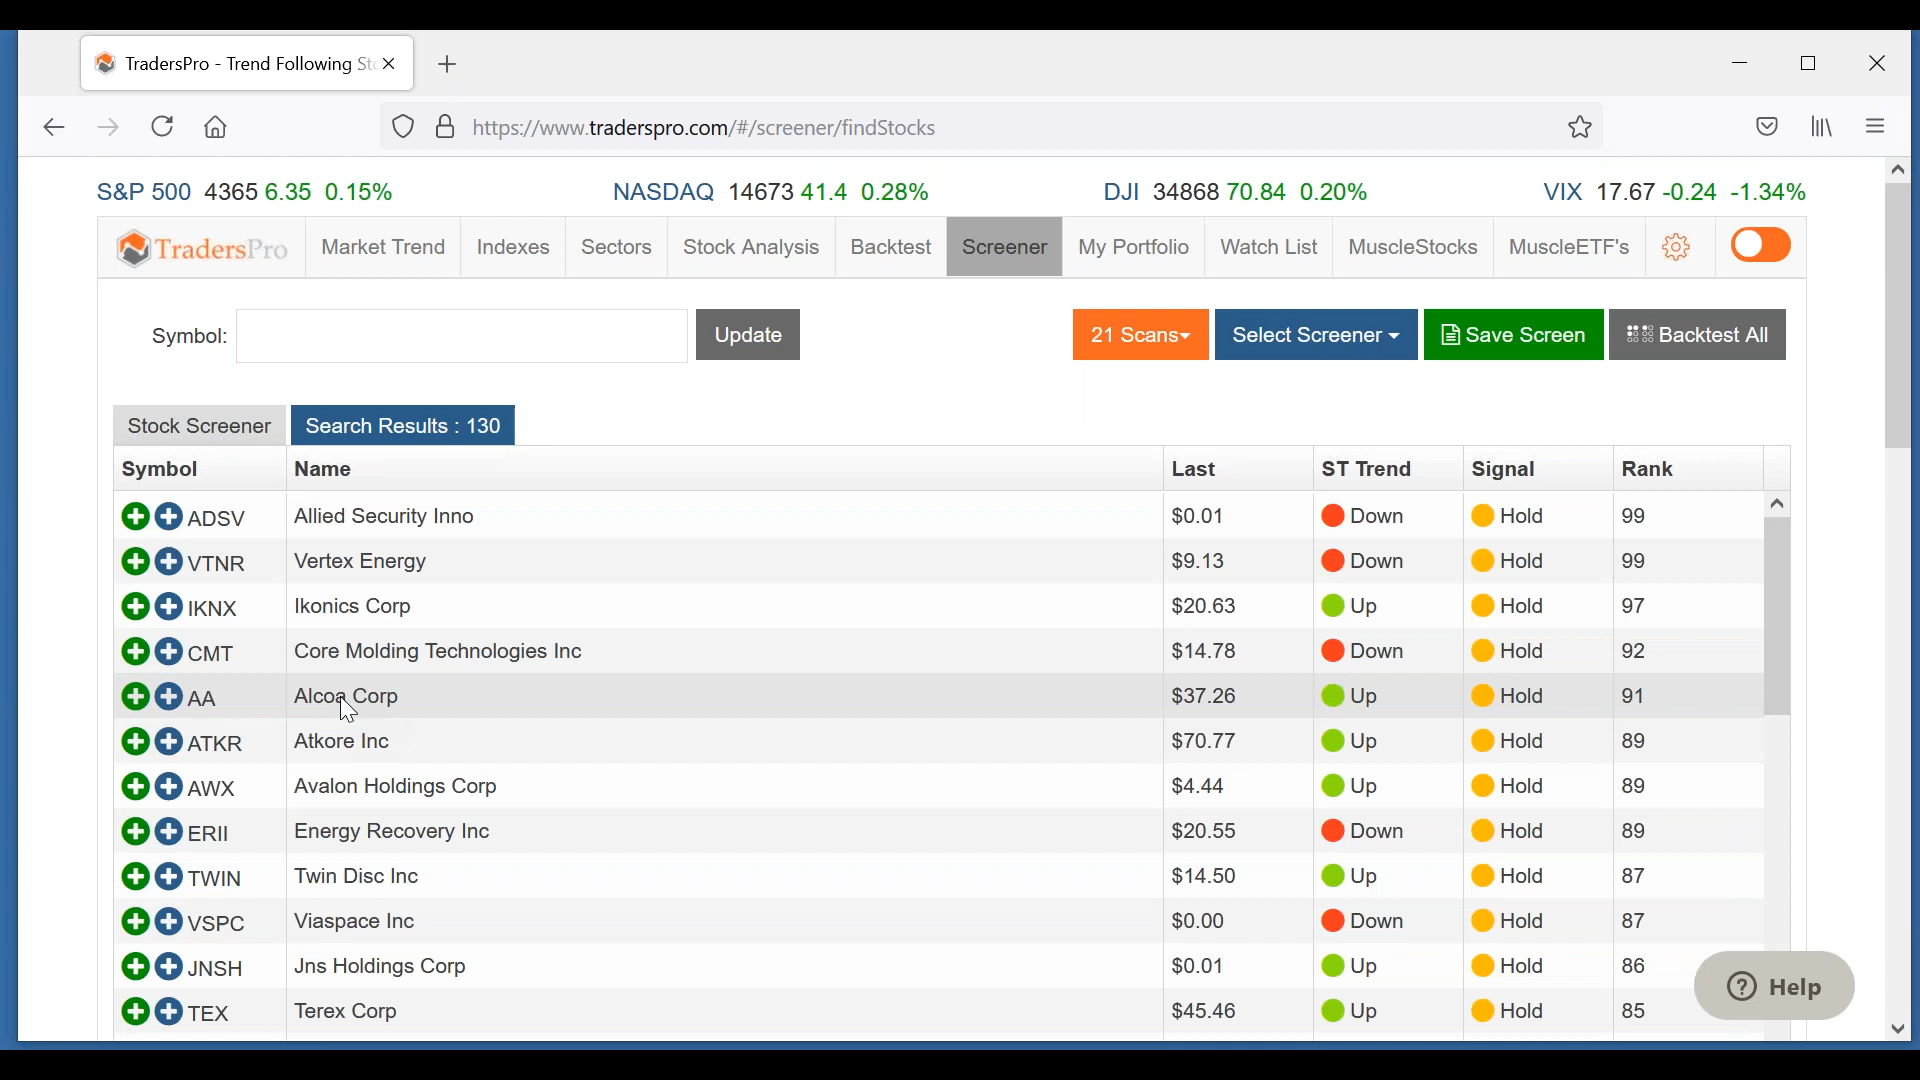 TradersPro - Trend Following Sto
https://www.traderspro.com/#/screener/findStocks
S&P 500 4365 6.35 0.15% NASDAQ 14673 41.4 0.28% DJI 34868 70.84 0.20% VIX 17.67 -0.24 -1.34%
TradersPro Market Trend Indexes Sectors Stock Analysis Backtest Screener My Portfolio Watch List MuscleStocks MuscleETF's
Symbol: Update 21 Scans Select Screener Save Screen Backtest All
Stock Screener Search Results : 130
Symbol Name Last ST Trend Signal Rank
ADSV Allied Security Inno $0.01 Down Hold 99
VTNR Vertex Energy $9.13 Down Hold 99
IKNX Ikonics Corp $20.63 Up Hold 97
CMT Core Molding Technologies Inc $14.78 Down Hold 92
AA Alcoa Corp $37.26 Up Hold 91
ATKR Atkore Inc $70.77 Up Hold 89
AWX Avalon Holdings Corp $4.44 Up Hold 89
ERII Energy Recovery Inc $20.55 Down Hold 89
TWIN Twin Disc Inc $14.50 Up Hold 87
VSPC Viaspace Inc $0.00 Down Hold 87
JNSH Jns Holdings Corp $0.01 Up Hold 86
TEX Terex Corp $45.46 Up Hold 85
? Help